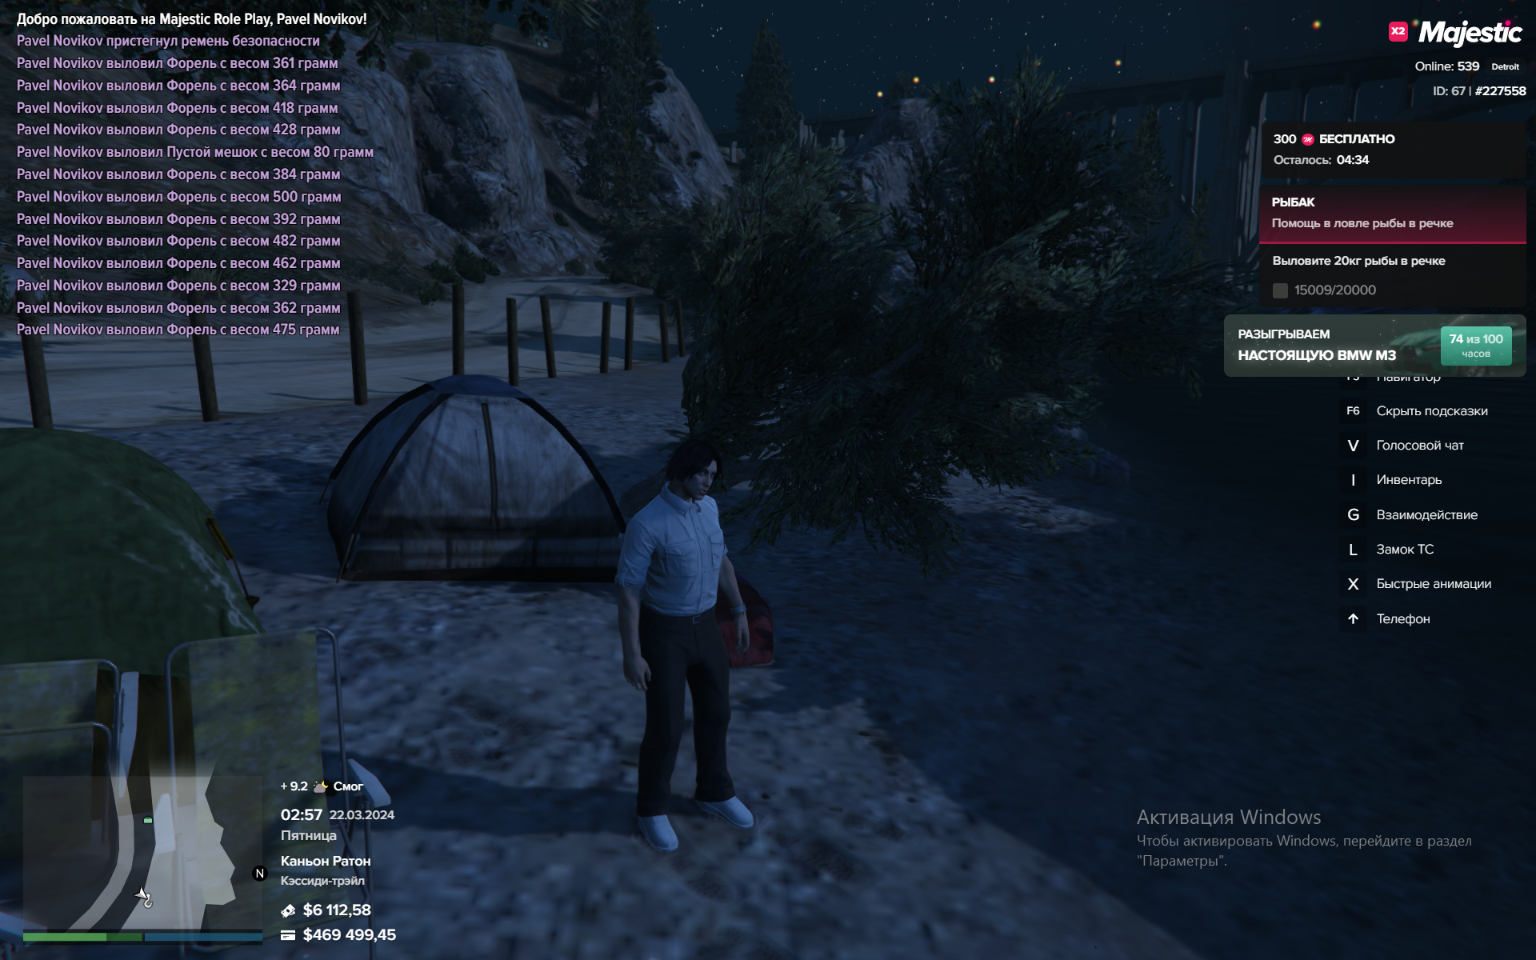 Добро пожаловать на Majestic Role Play, Pavel Novikov!
Pavel Novikov пристегнул ремень безопасности
Pavel Novikov выловил Форель с весом 361 грамм
Pavel Novikov выловил Форель с весом 364 грамм
Pavel Novikov выловил Форель с весом 418 грамм
Pavel Novikov выловил Форель с весом 428 грамм
Pavel Novikov выловил Пустой мешок с весом 80 грамм
Pavel Novikov выловил Форель с весом 384 грамм
Pavel Novikov выловил Форель с весом 500 грамм
Pavel Novikov выловил Форель с весом 392 грамм
Pavel Novikov выловил Форель с весом 482 грамм
Pavel Novikov выловил Форель с весом 462 грамм
Pavel Novikov выловил Форель с весом 329 грамм
Pavel Novikov выловил Форель с весом 362 грамм
Pavel Novikov выловил Форель с весом 475 грамм
X2 Majestic
Online: 539 Detroit
ID: 67 | #227558
300 БЕСПЛАТНО
Осталось: 04:34
РЫБАК
Помощь в ловле рыбы в речке
Выловите 20кг рыбы в речке
15009/20000
РАЗЫГРЫВАЕМ
НАСТОЯЩУЮ BMW M3
74 из 100
часов
Навигатор
F6 Скрыть подсказки
V Голосовой чат
I Инвентарь
G Взаимодействие
L Замок ТС
X Быстрые анимации
Телефон
+ 9.2 Смог
02:57 22.03.2024
Пятница
Каньон Ратон
Кэссиди-трэйл
N
$6 112,58
$469 499,45
Активация Windows
Чтобы активировать Windows, перейдите в раздел
"Параметры".